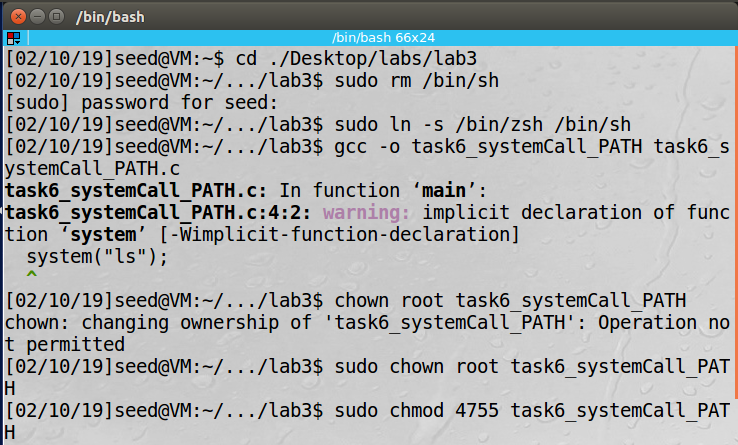 /bin/bash
/bin/bash 66x24
[02/10/19]seed@VM:~$ cd ./Desktop/labs/lab3
[02/10/19]seed@VM:~/.../lab3$ sudo rm /bin/sh
[sudo] password for seed:
[02/10/19]seed@VM:~/.../lab3$ sudo ln -s /bin/zsh /bin/sh
[02/10/19]seed@VM:~/.../lab3$ gcc -o task6_systemCall_PATH task6_s
ystemCall_PATH.c
task6_systemCall_PATH.c: In function ‘main’:
task6_systemCall_PATH.c:4:2: warning: implicit declaration of func
tion ‘system’ [-Wimplicit-function-declaration]
  system("ls");
  ^
[02/10/19]seed@VM:~/.../lab3$ chown root task6_systemCall_PATH
chown: changing ownership of 'task6_systemCall_PATH': Operation no
t permitted
[02/10/19]seed@VM:~/.../lab3$ sudo chown root task6_systemCall_PAT
H
[02/10/19]seed@VM:~/.../lab3$ sudo chmod 4755 task6_systemCall_PAT
H